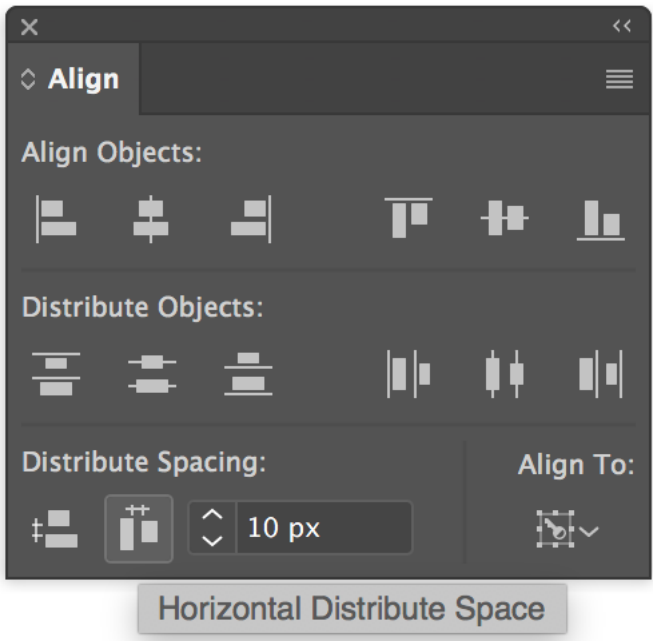 Align
Align Objects:
Distribute Objects:
Distribute Spacing:
Align To:
10 px
Horizontal Distribute Space